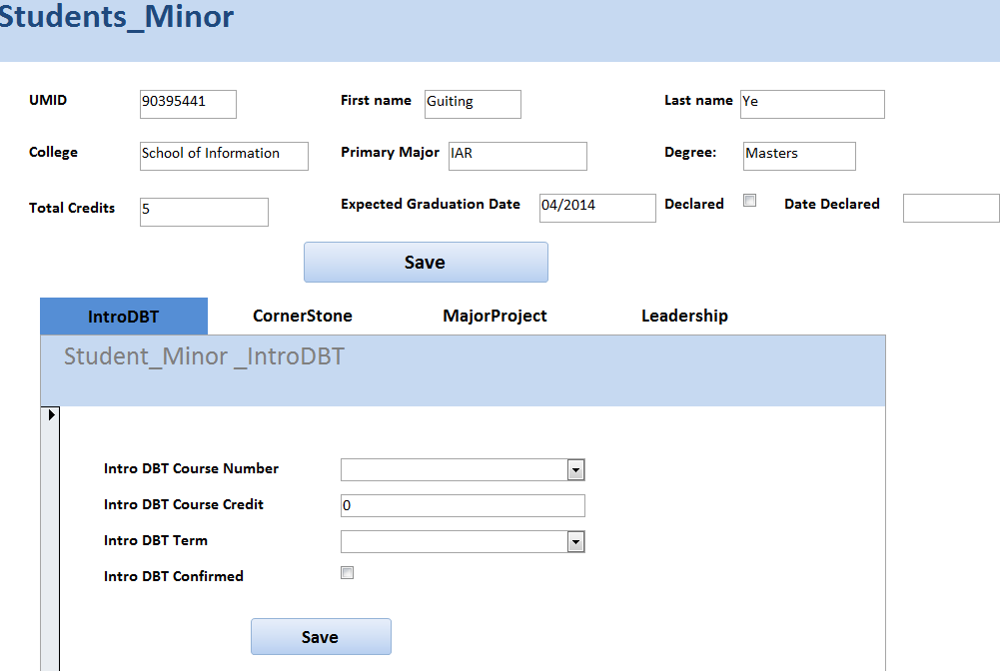 Students_Minor
UMID 90395441 First name Guiting Last name Ye
College School of Information Primary Major IAR Degree: Masters
Total Credits 5 Expected Graduation Date 04/2014 Declared Date Declared
Save
IntroDBT CornerStone MajorProject Leadership
Student_Minor _IntroDBT
Intro DBT Course Number
Intro DBT Course Credit 0
Intro DBT Term
Intro DBT Confirmed
Save